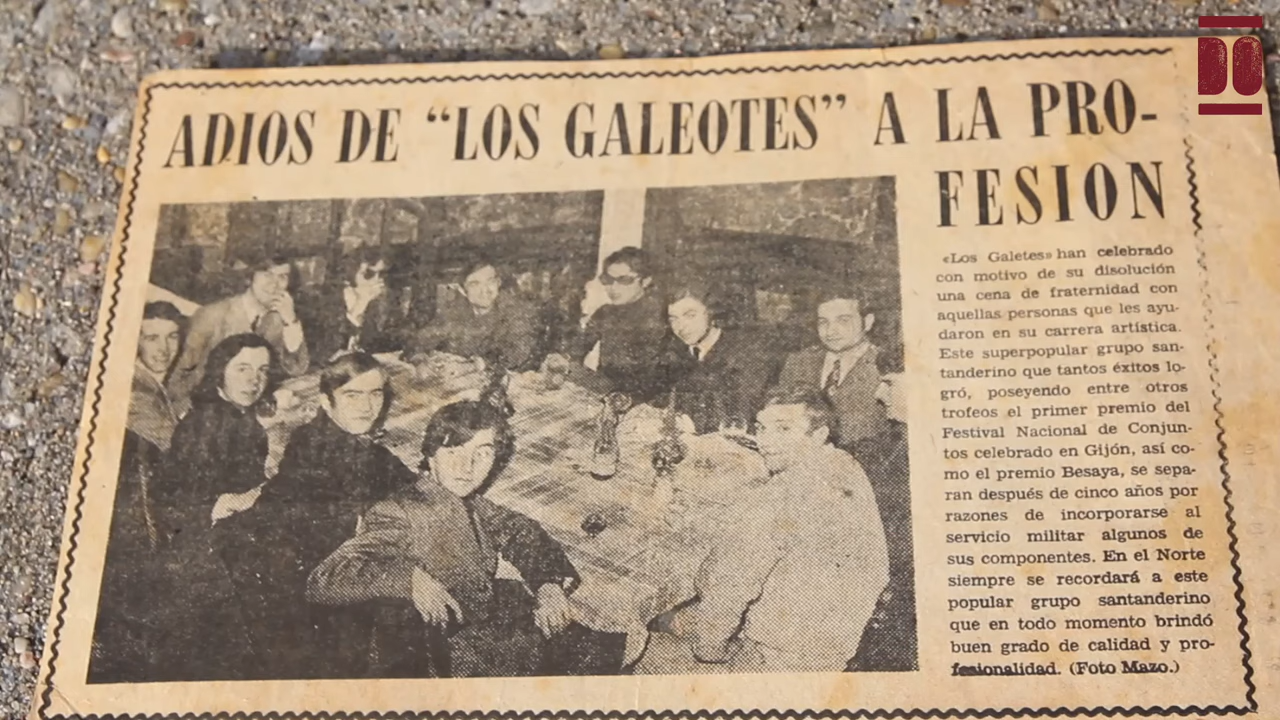 ADIOS DE “LOS GALEOTES” A LA PRO-
FESION
«Los Galetes» han celebrado
con motivo de su disolución
una cena de fraternidad con
aquellas personas que les ayu-
daron en su carrera artística.
Este superpopular grupo san-
tanderino que tantos éxitos lo-
gró, poseyendo entre otros
trofeos el primer premio del
Festival Nacional de Conjun-
tos celebrado en Gijón, así co-
mo el premio Besaya, se sepa-
ran después de cinco años por
razones de incorporarse al
servicio militar algunos de
sus componentes. En el Norte
siempre se recordará a este
popular grupo santanderino
que en todo momento brindó
buen grado de calidad y pro-
fesionalidad. (Foto Mazo.)
DO